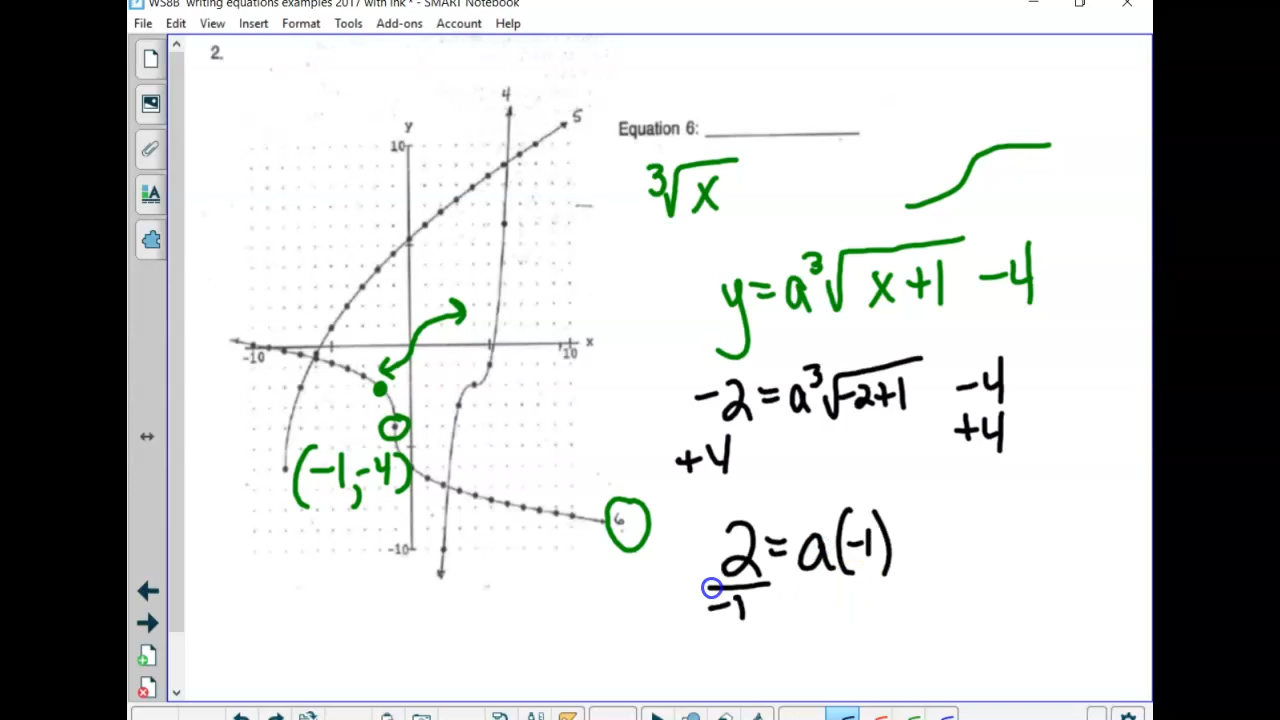 WS8B writing equations examples 2017 with ink * - SMART Notebook
File Edit View Insert Format Tools Add-ons Account Help
2.
4
5
y
10
Equation 6: ____________
∛x
y = a∛x+1 -4
-10
10
x
-2 = a∛-2+1 -4
+4 +4
(-1,-4)
6
-10
2 = a(-1)
-1